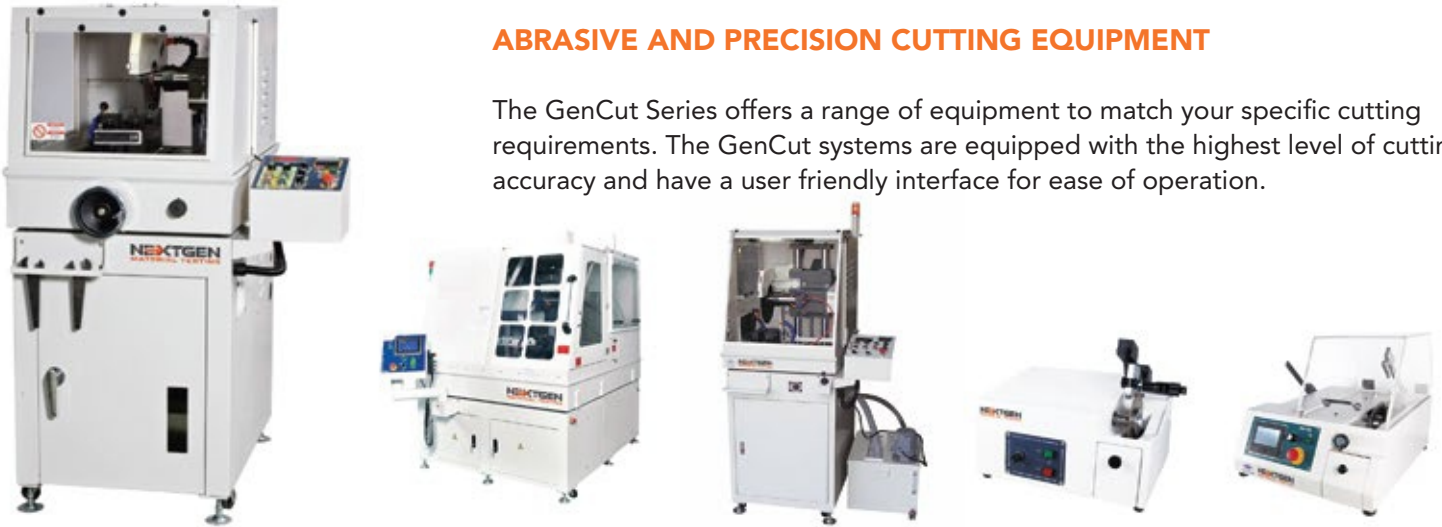 ABRASIVE AND PRECISION CUTTING EQUIPMENT
The GenCut Series offers a range of equipment to match your specific cutting
requirements. The GenCut systems are equipped with the highest level of cuttin
accuracy and have a user friendly interface for ease of operation.
NEXTGEN
MATERIAL TESTING
NEXTGEN
NEXTGEN
NEXTGEN
NEXTGEN